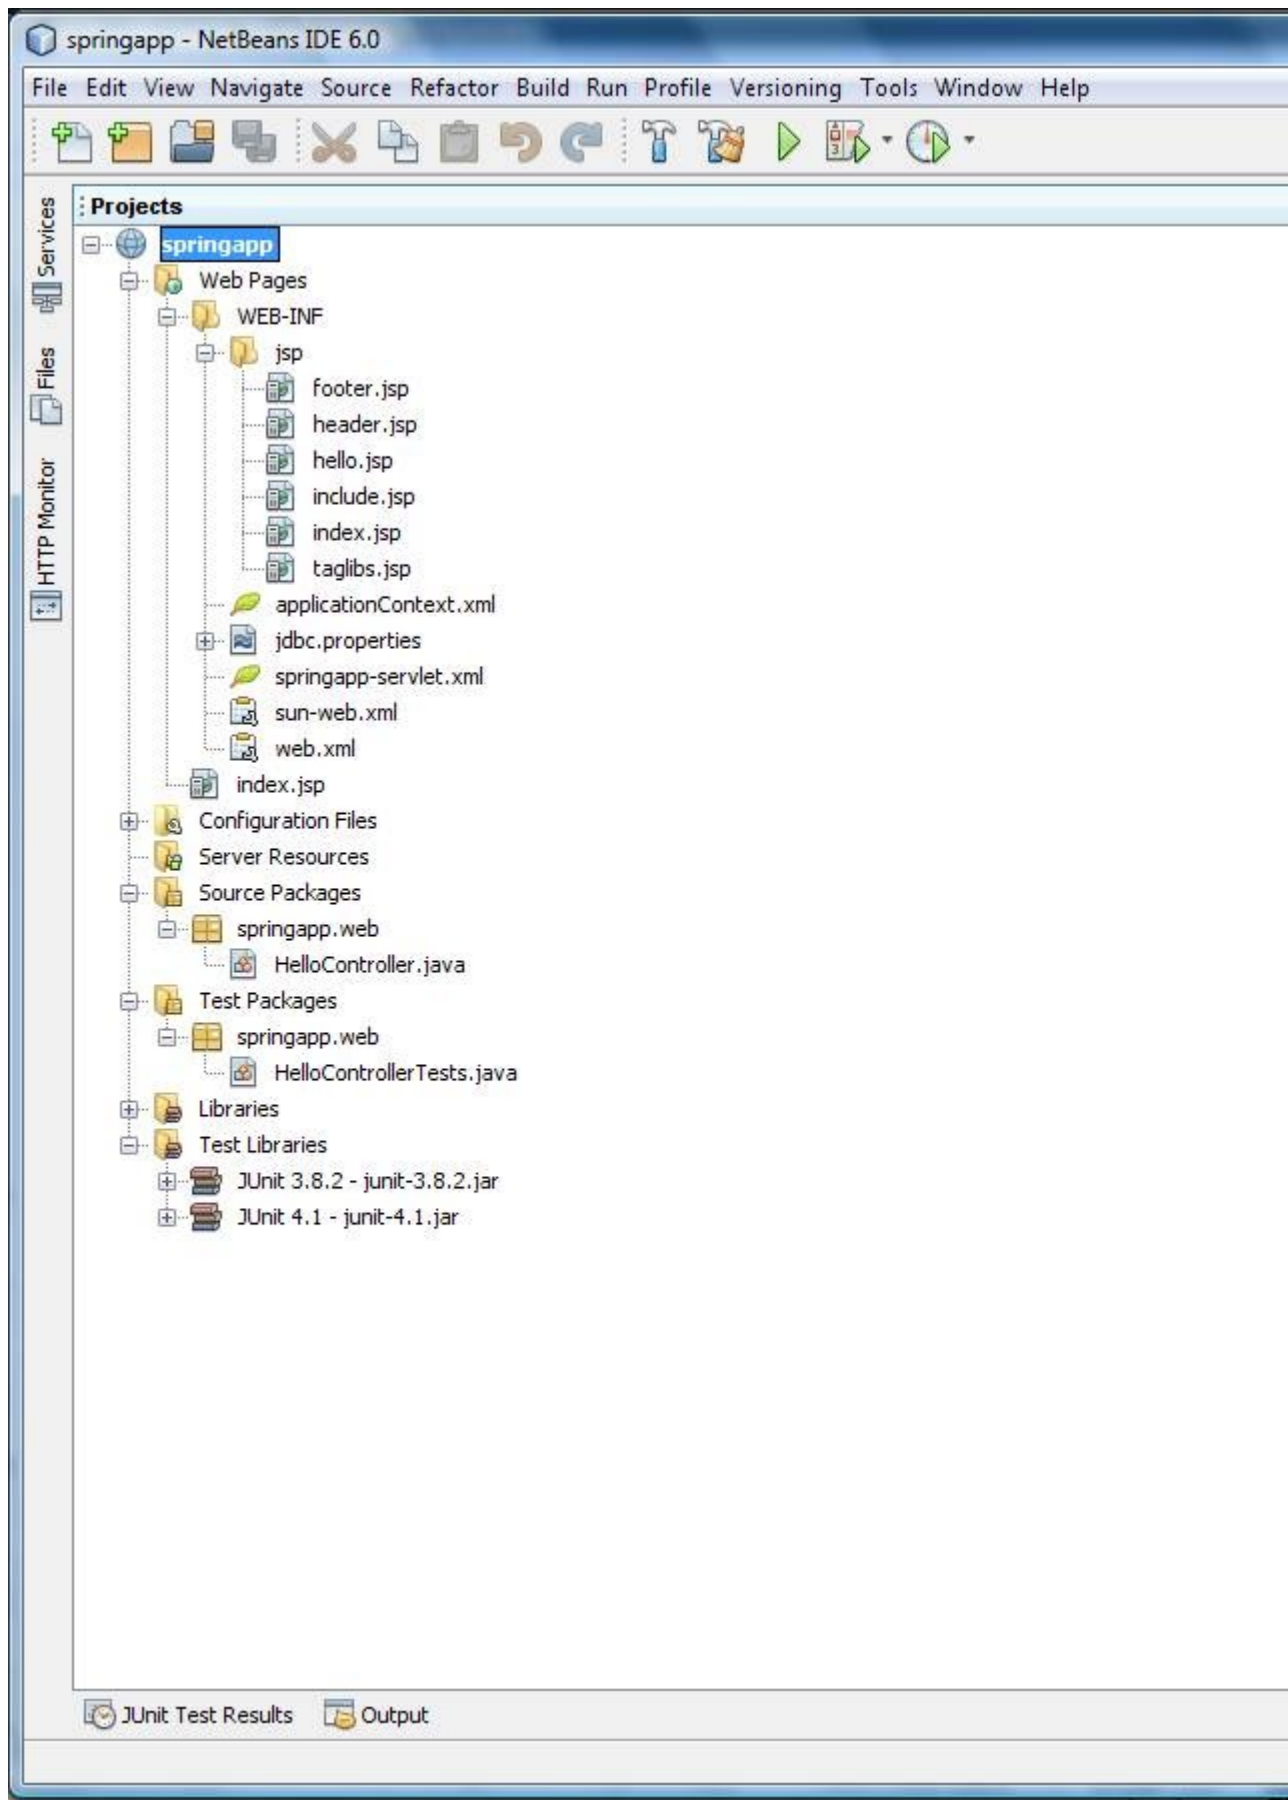 springapp - NetBeans IDE 6.0
File Edit View Navigate Source Refactor Build Run Profile Versioning Tools Window Help
Services
Files
HTTP Monitor
Projects
springapp
Web Pages
WEB-INF
jsp
footer.jsp
header.jsp
hello.jsp
include.jsp
index.jsp
taglibs.jsp
applicationContext.xml
jdbc.properties
springapp-servlet.xml
sun-web.xml
web.xml
index.jsp
Configuration Files
Server Resources
Source Packages
springapp.web
HelloController.java
Test Packages
springapp.web
HelloControllerTests.java
Libraries
Test Libraries
JUnit 3.8.2 - junit-3.8.2.jar
JUnit 4.1 - junit-4.1.jar
JUnit Test Results Output